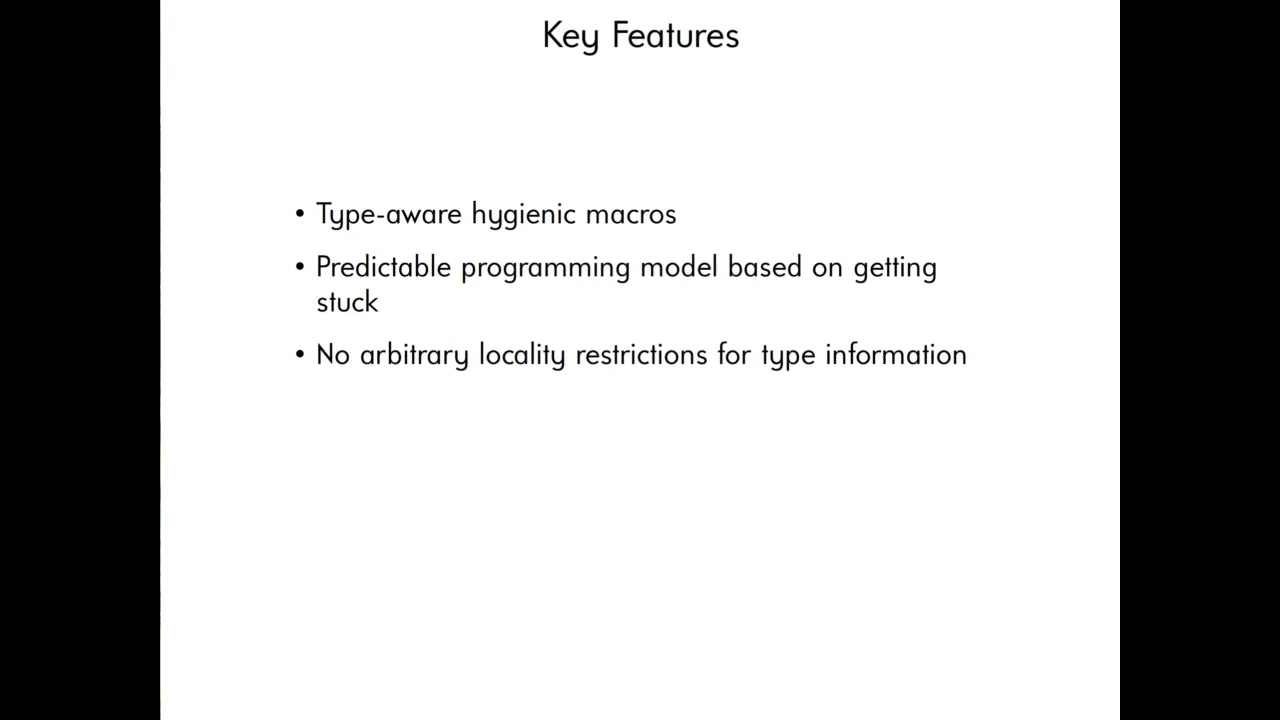 Key Features
• Type-aware hygienic macros
• Predictable programming model based on getting
stuck
• No arbitrary locality restrictions for type information